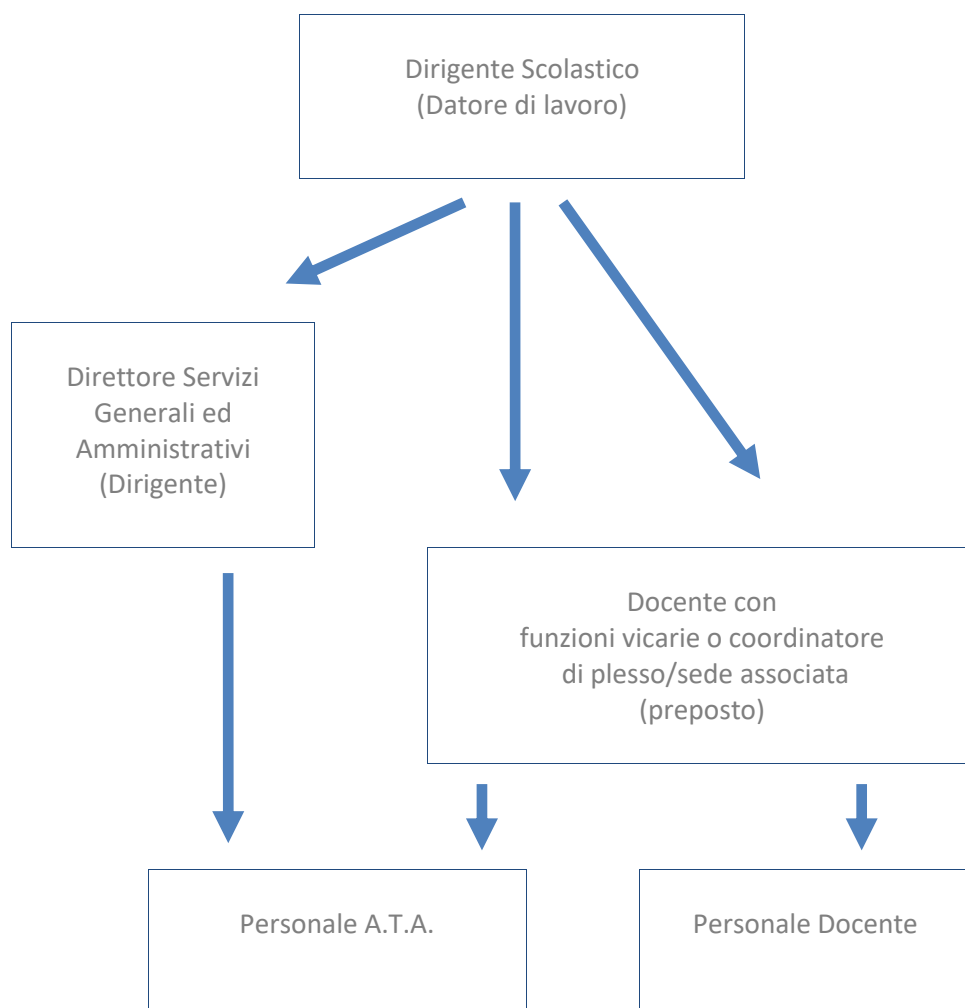 Dirigente Scolastico
(Datore di lavoro)
Direttore Servizi
Generali ed
Amministrativi
(Dirigente)
Docente con
funzioni vicarie o coordinatore
di plesso/sede associata
(preposto)
Personale A.T.A.
Personale Docente